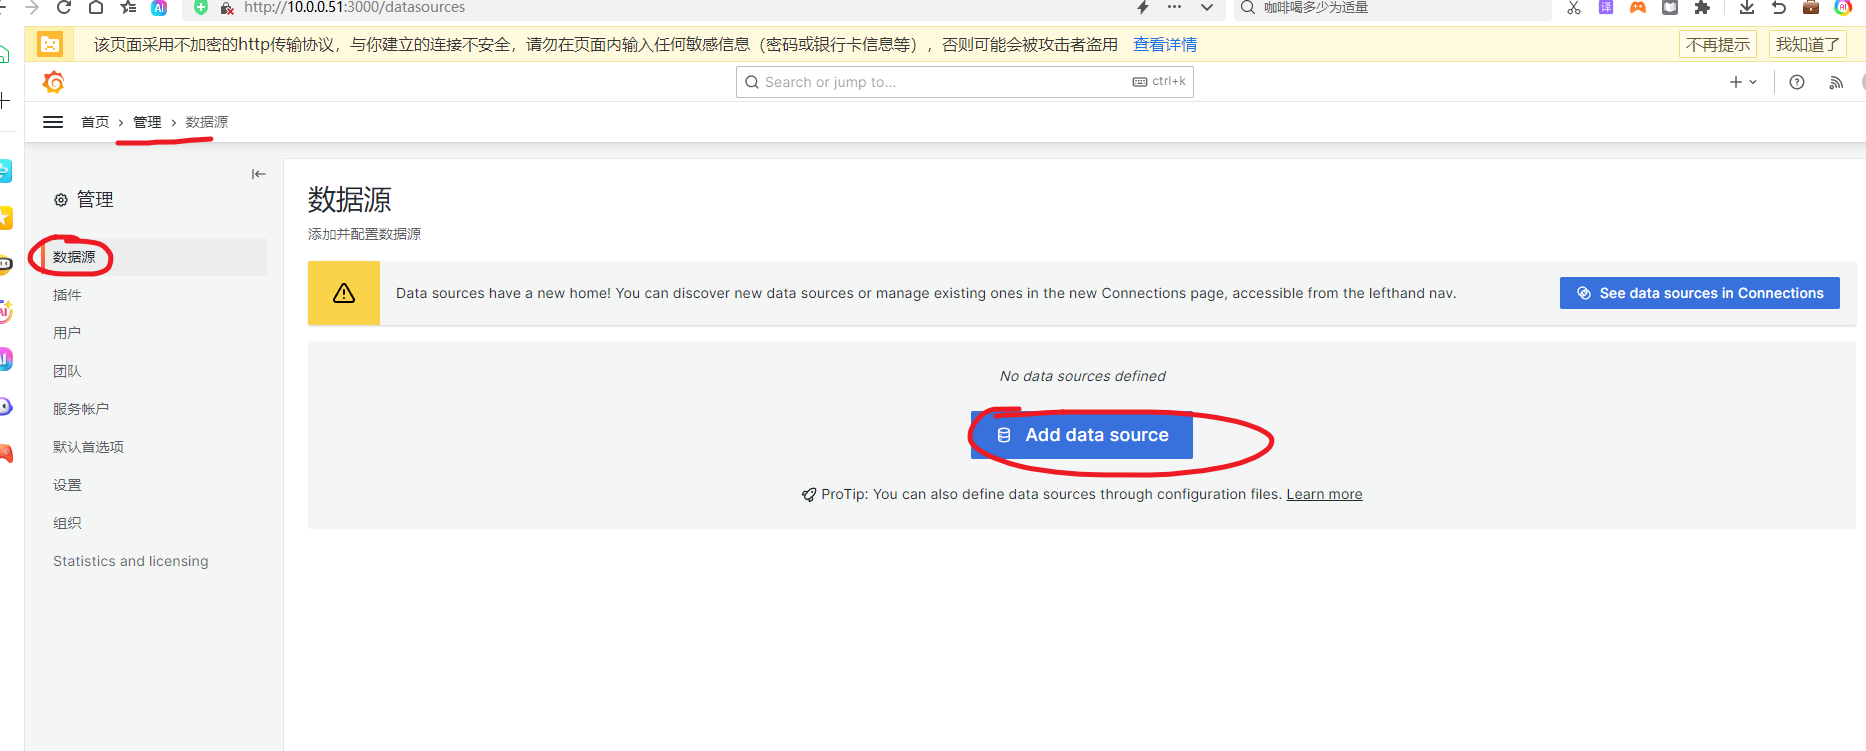 http://10.0.0.51:3000/datasources
咖啡喝多少为适量
该页面采用不加密的http传输协议，与你建立的连接不安全，请勿在页面内输入任何敏感信息（密码或银行卡信息等），否则可能会被攻击者盗用 查看详情
不再提示
我知道了
Search or jump to...
ctrl+k
首页 > 管理 > 数据源
管理
数据源
插件
用户
团队
服务帐户
默认首选项
设置
组织
Statistics and licensing
数据源
添加并配置数据源
Data sources have a new home! You can discover new data sources or manage existing ones in the new Connections page, accessible from the lefthand nav.
See data sources in Connections
No data sources defined
Add data source
ProTip: You can also define data sources through configuration files. Learn more